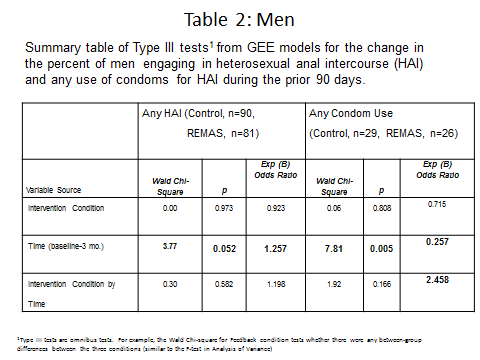 Table 2: Men
Summary table of Type III tests¹ from GEE models for the change in
the percent of men engaging in heterosexual anal intercourse (HAI)
and any use of condoms for HAI during the prior 90 days.
Any HAI (Control, n=90, Any Condom Use
REMAS, n=81) (Control, n=29, REMAS, n=26)
Variable Source Wald Chi-Square p Exp (B) Odds Ratio Wald Chi-Square p Exp (B) Odds Ratio
Intervention Condition 0.00 0.973 0.923 0.06 0.808 0.715
Time (baseline-3 mo.) 3.77 0.052 1.257 7.81 0.005 0.257
Intervention Condition by Time 0.30 0.582 1.198 1.92 0.166 2.458
¹Type III tests are omnibus tests. For example, the Wald Chi-square for Feedback condition tests whether there were any between-group
differences between the three conditions (similar to the F-test in Analysis of Variance)